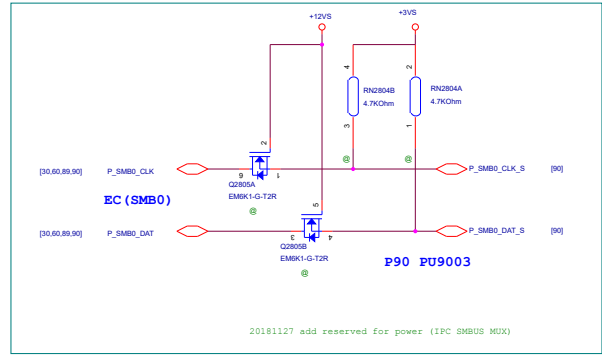 +12VS
+3VS
4
2
RN2804B
4.7KOhm
RN2804A
4.7KOhm
3
1
2
@
@
[30,60,89,90]
P_SMB0_CLK
6
1
P_SMB0_CLK_S
[90]
Q2805A
EM6K1-G-T2R
EC(SMB0)
@
5
[30,60,89,90]
P_SMB0_DAT
3
4
P_SMB0_DAT_S
[90]
Q2805B
EM6K1-G-T2R
P90 PU9003
@
20181127 add reserved for power (IPC SMBUS MUX)